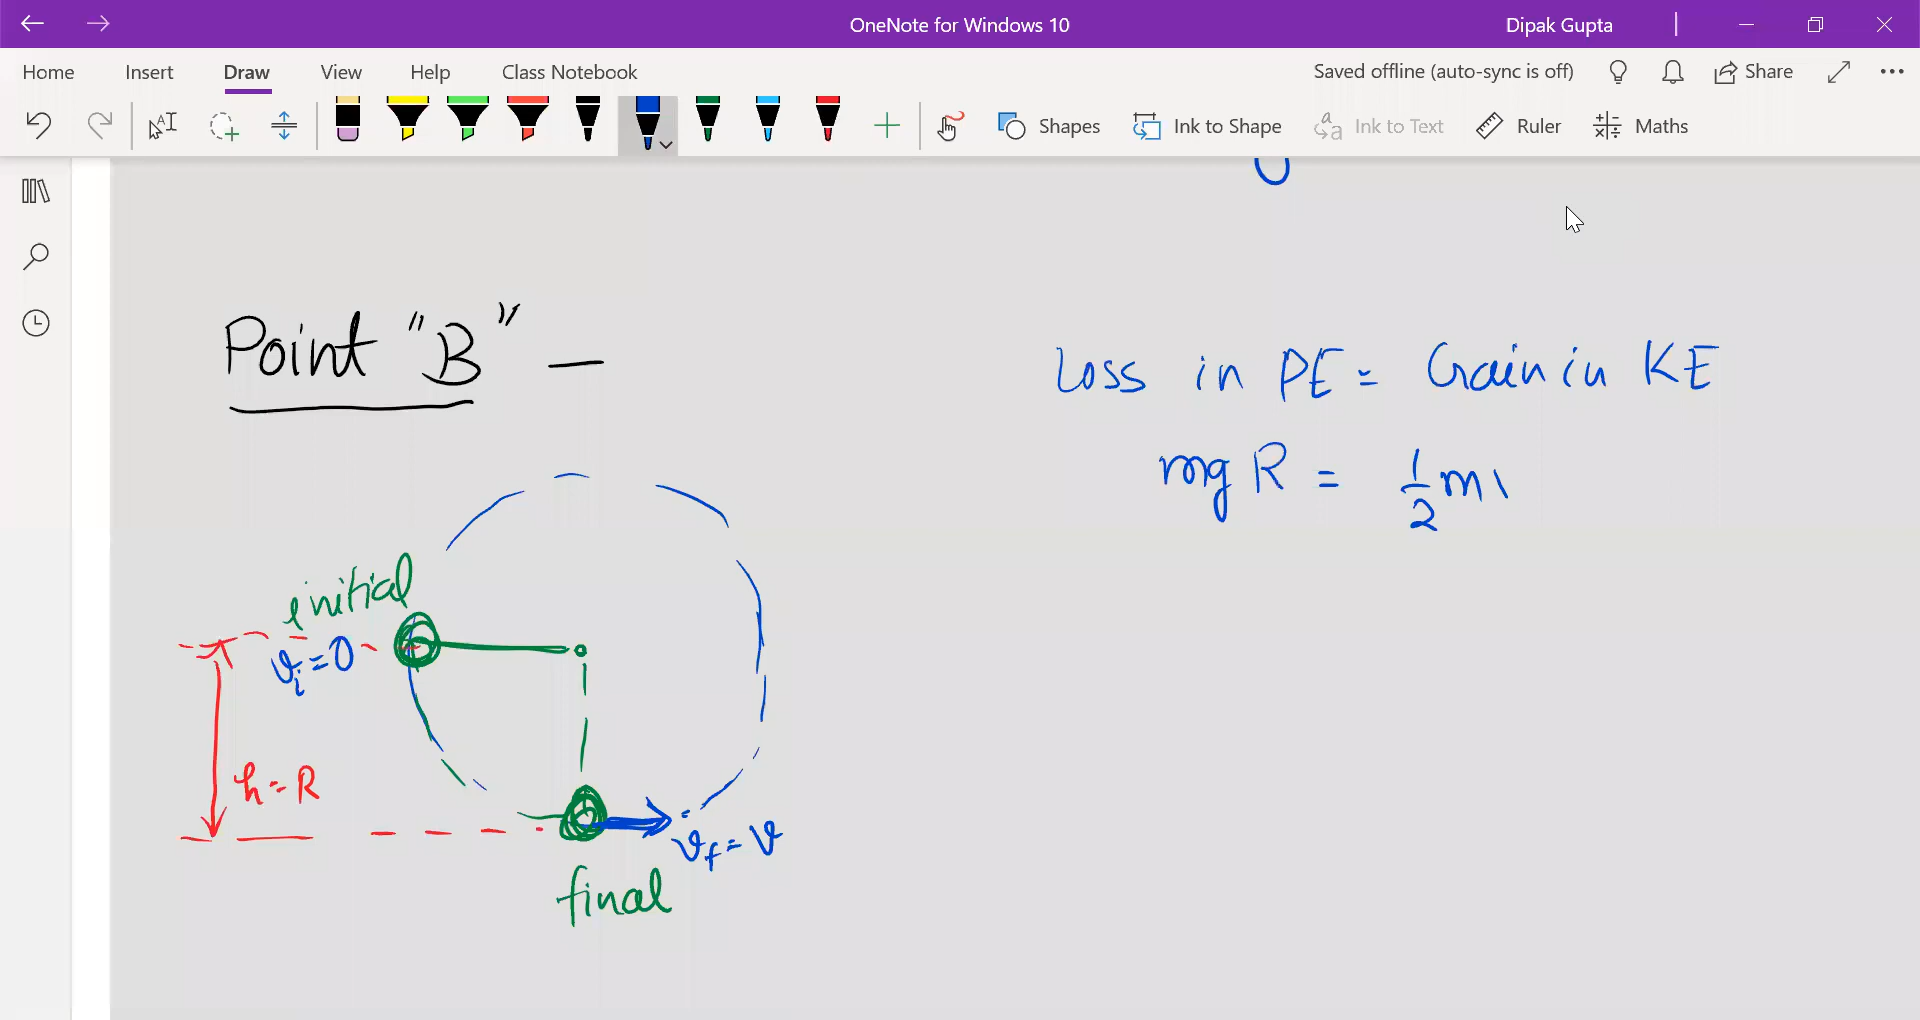 OneNote for Windows 10
Dipak Gupta
Home Insert Draw View Help Class Notebook
Saved offline (auto-sync is off) Share
Shapes Ink to Shape Ink to Text Ruler Maths
Point "B" —
Loss in PE = Gain in KE
mg R = 1/2 m
initial
vi = 0
h = R
vf = v
final